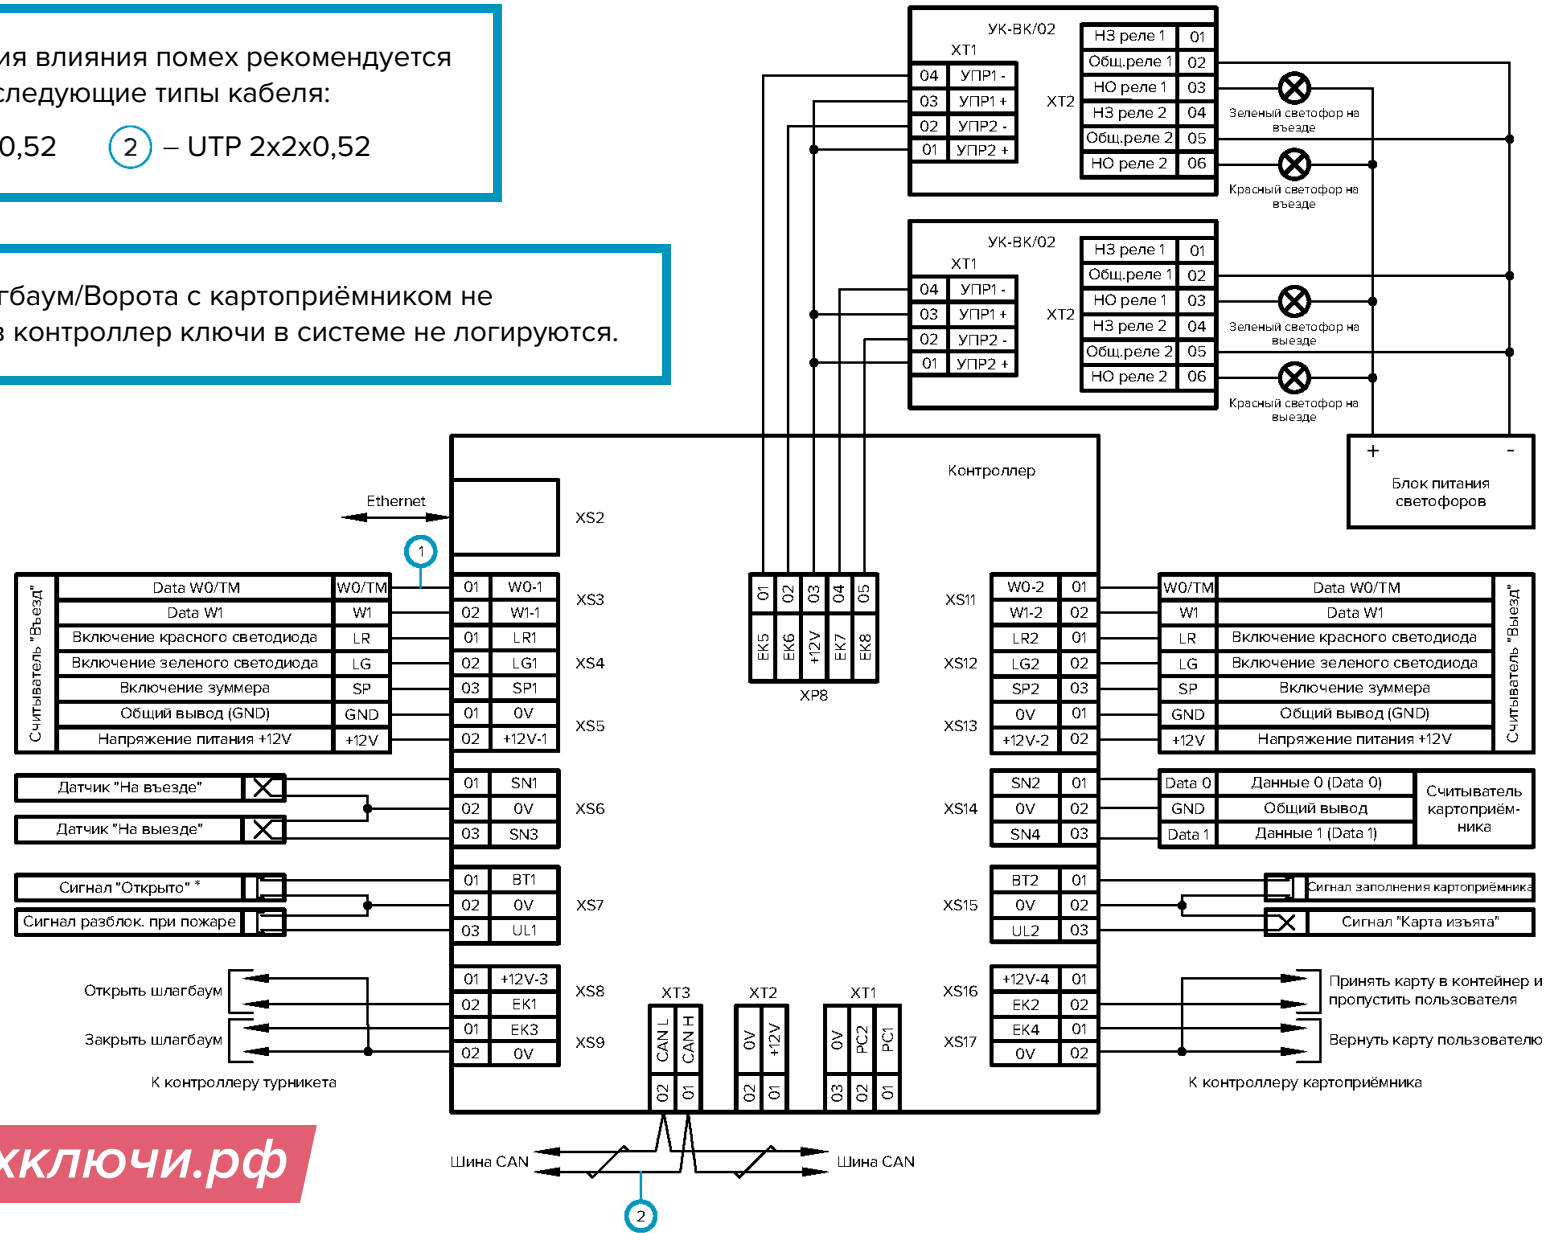 ия влияния помех рекомендуется
следующие типы кабеля:
0,52 2 – UTP 2x2x0,52
гбаум/Ворота с картоприёмником не
в контроллер ключи в системе не логируются.
УК-ВК/02
XT1
04 УПР1 -
03 УПР1 +
02 УПР2 -
01 УПР2 +
XT2
НЗ реле 1 01
Общ.реле 1 02
НО реле 1 03
НЗ реле 2 04
Общ.реле 2 05
НО реле 2 06
Зеленый светофор на
въезде
Красный светофор на
въезде
УК-ВК/02
XT1
04 УПР1 -
03 УПР1 +
02 УПР2 -
01 УПР2 +
XT2
НЗ реле 1 01
Общ.реле 1 02
НО реле 1 03
НЗ реле 2 04
Общ.реле 2 05
НО реле 2 06
Зеленый светофор на
выезде
Красный светофор на
выезде
+ -
Блок питания
светофоров
Контроллер
Ethernet
XS2
1
Считыватель "Въезд"
Data W0/TM W0/TM 01 W0-1
Data W1 W1 02 W1-1
XS3
Включение красного светодиода LR 01 LR1
Включение зеленого светодиода LG 02 LG1
Включение зуммера SP 03 SP1
XS4
Общий вывод (GND) GND 01 0V
Напряжение питания +12V +12V 02 +12V-1
XS5
Датчик "На въезде"
Датчик "На выезде"
01 SN1
02 0V
03 SN3
XS6
Сигнал "Открыто" *
Сигнал разблок. при пожаре
01 BT1
02 0V
03 UL1
XS7
Открыть шлагбаум
01 +12V-3
02 EK1
XS8
Закрыть шлагбаум
01 EK3
02 0V
XS9
К контроллеру турникета
01 02 03 04 05
EK5 EK6 +12V EK7 EK8
XP8
XS11
W0-2 01 W0/TM Data W0/TM
W1-2 02 W1 Data W1
XS12
LR2 01 LR Включение красного светодиода
LG2 02 LG Включение зеленого светодиода
SP2 03 SP Включение зуммера
XS13
0V 01 GND Общий вывод (GND)
+12V-2 02 +12V Напряжение питания +12V
Считыватель "Выезд"
XS14
SN2 01 Data 0 Данные 0 (Data 0)
0V 02 GND Общий вывод
SN4 03 Data 1 Данные 1 (Data 1)
Считыватель
картоприём-
ника
XS15
BT2 01
0V 02
UL2 03
Сигнал заполнения картоприёмника
Сигнал "Карта изъята"
XS16
+12V-4 01
EK2 02
Принять карту в контейнер и
пропустить пользователя
XS17
EK4 01
0V 02
Вернуть карту пользователю
К контроллеру картоприёмника
XT3
CAN L CAN H
02 01
XT2
0V +12V
02 01
XT1
0V PC2 PC1
03 02 01
Шина CAN
Шина CAN
2
хключи.рф